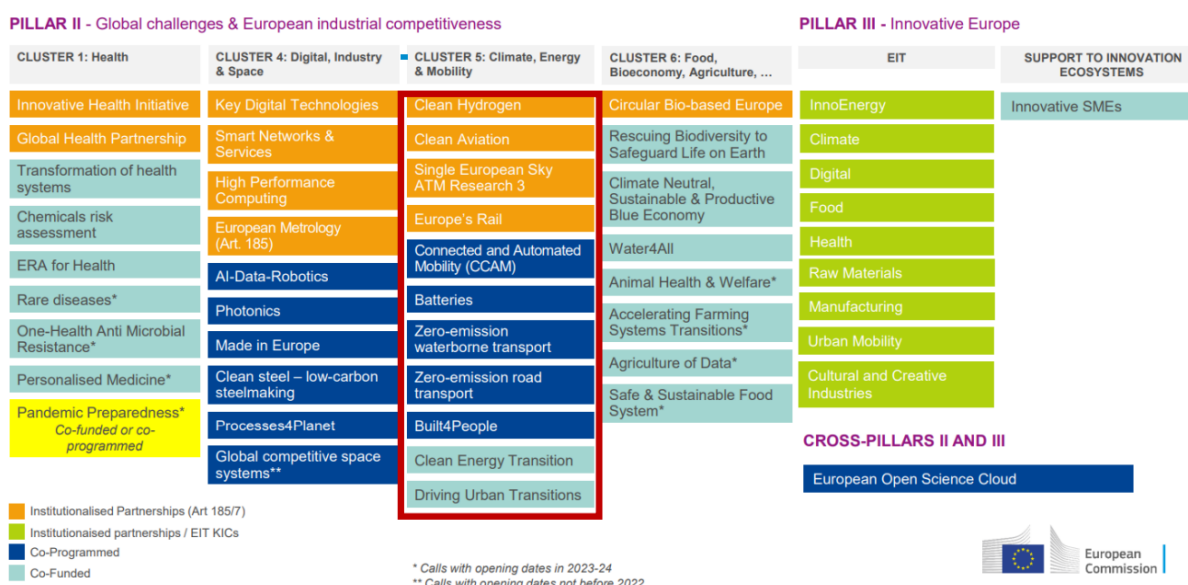 PILLAR II - Global challenges & European industrial competitiveness
CLUSTER 1: Health
Innovative Health Initiative
Global Health Partnership
Transformation of health
systems
Chemicals risk
assessment
ERA for Health
Rare diseases*
One-Health Anti Microbial
Resistance*
Personalised Medicine*
Pandemic Preparedness*
Co-funded or co-
programmed
CLUSTER 4: Digital, Industry
& Space
Key Digital Technologies
Smart Networks &
Services
High Performance
Computing
European Metrology
(Art. 185)
AI-Data-Robotics
Photonics
Made in Europe
Clean steel – low-carbon
steelmaking
Processes4Planet
Global competitive space
systems**
CLUSTER 5: Climate, Energy
& Mobility
Clean Hydrogen
Clean Aviation
Single European Sky
ATM Research 3
Europe's Rail
Connected and Automated
Mobility (CCAM)
Batteries
Zero-emission
waterborne transport
Zero-emission road
transport
Built4People
Clean Energy Transition
Driving Urban Transitions
CLUSTER 6: Food,
Bioeconomy, Agriculture, …
Circular Bio-based Europe
Rescuing Biodiversity to
Safeguard Life on Earth
Climate Neutral,
Sustainable & Productive
Blue Economy
Water4All
Animal Health & Welfare*
Accelerating Farming
Systems Transitions*
Agriculture of Data*
Safe & Sustainable Food
System*
PILLAR III - Innovative Europe
EIT
InnoEnergy
Climate
Digital
Food
Health
Raw Materials
Manufacturing
Urban Mobility
Cultural and Creative
Industries
SUPPORT TO INNOVATION
ECOSYSTEMS
Innovative SMEs
CROSS-PILLARS II AND III
European Open Science Cloud
Institutionalised Partnerships (Art 185/7)
Institutionaised partnerships / EIT KICs
Co-Programmed
Co-Funded
* Calls with opening dates in 2023-24
** Calls with opening dates not before 2022
European
Commission